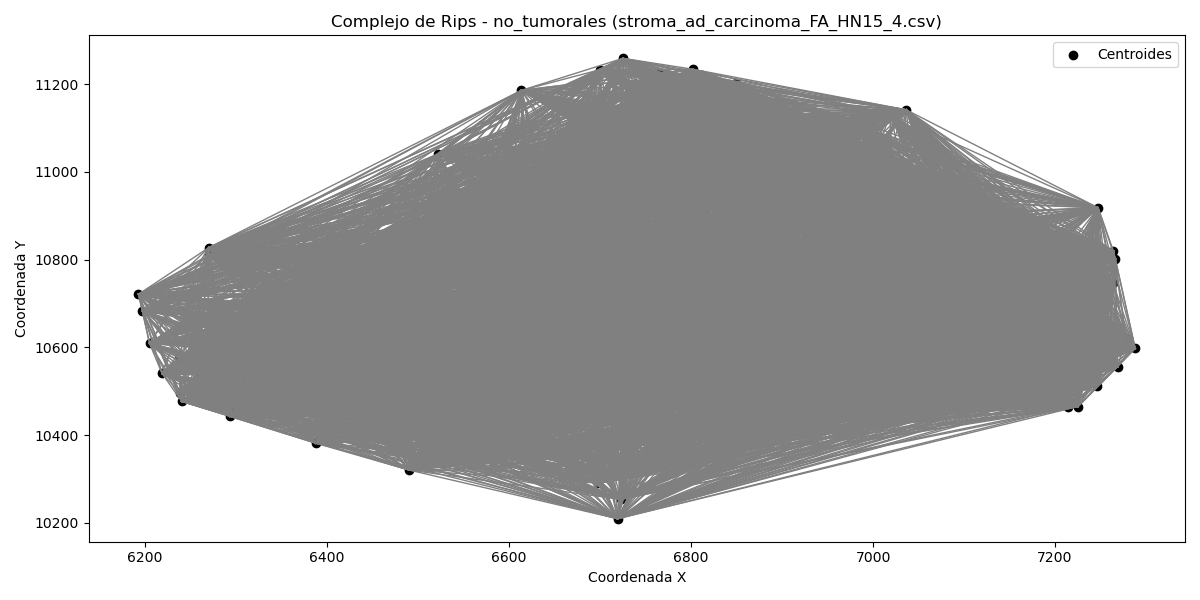 Complejo de Rips - no_tumorales (stroma_ad_carcinoma_FA_HN15_4.csv)
Centroides
Coordenada Y
11200
11000
10800
10600
10400
10200
6200 6400 6600 6800 7000 7200
Coordenada X